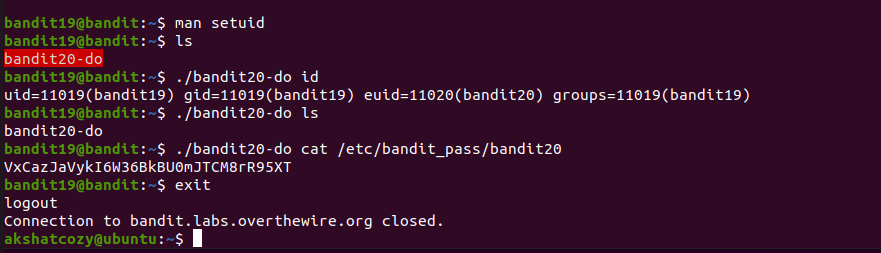 bandit19@bandit:~$ man setuid
bandit19@bandit:~$ ls
bandit20-do
bandit19@bandit:~$ ./bandit20-do id
uid=11019(bandit19) gid=11019(bandit19) euid=11020(bandit20) groups=11019(bandit19)
bandit19@bandit:~$ ./bandit20-do ls
bandit20-do
bandit19@bandit:~$ ./bandit20-do cat /etc/bandit_pass/bandit20
VxCazJaVykI6W36BkBU0mJTCM8rR95XT
bandit19@bandit:~$ exit
logout
Connection to bandit.labs.overthewire.org closed.
akshatcozy@ubuntu:~$